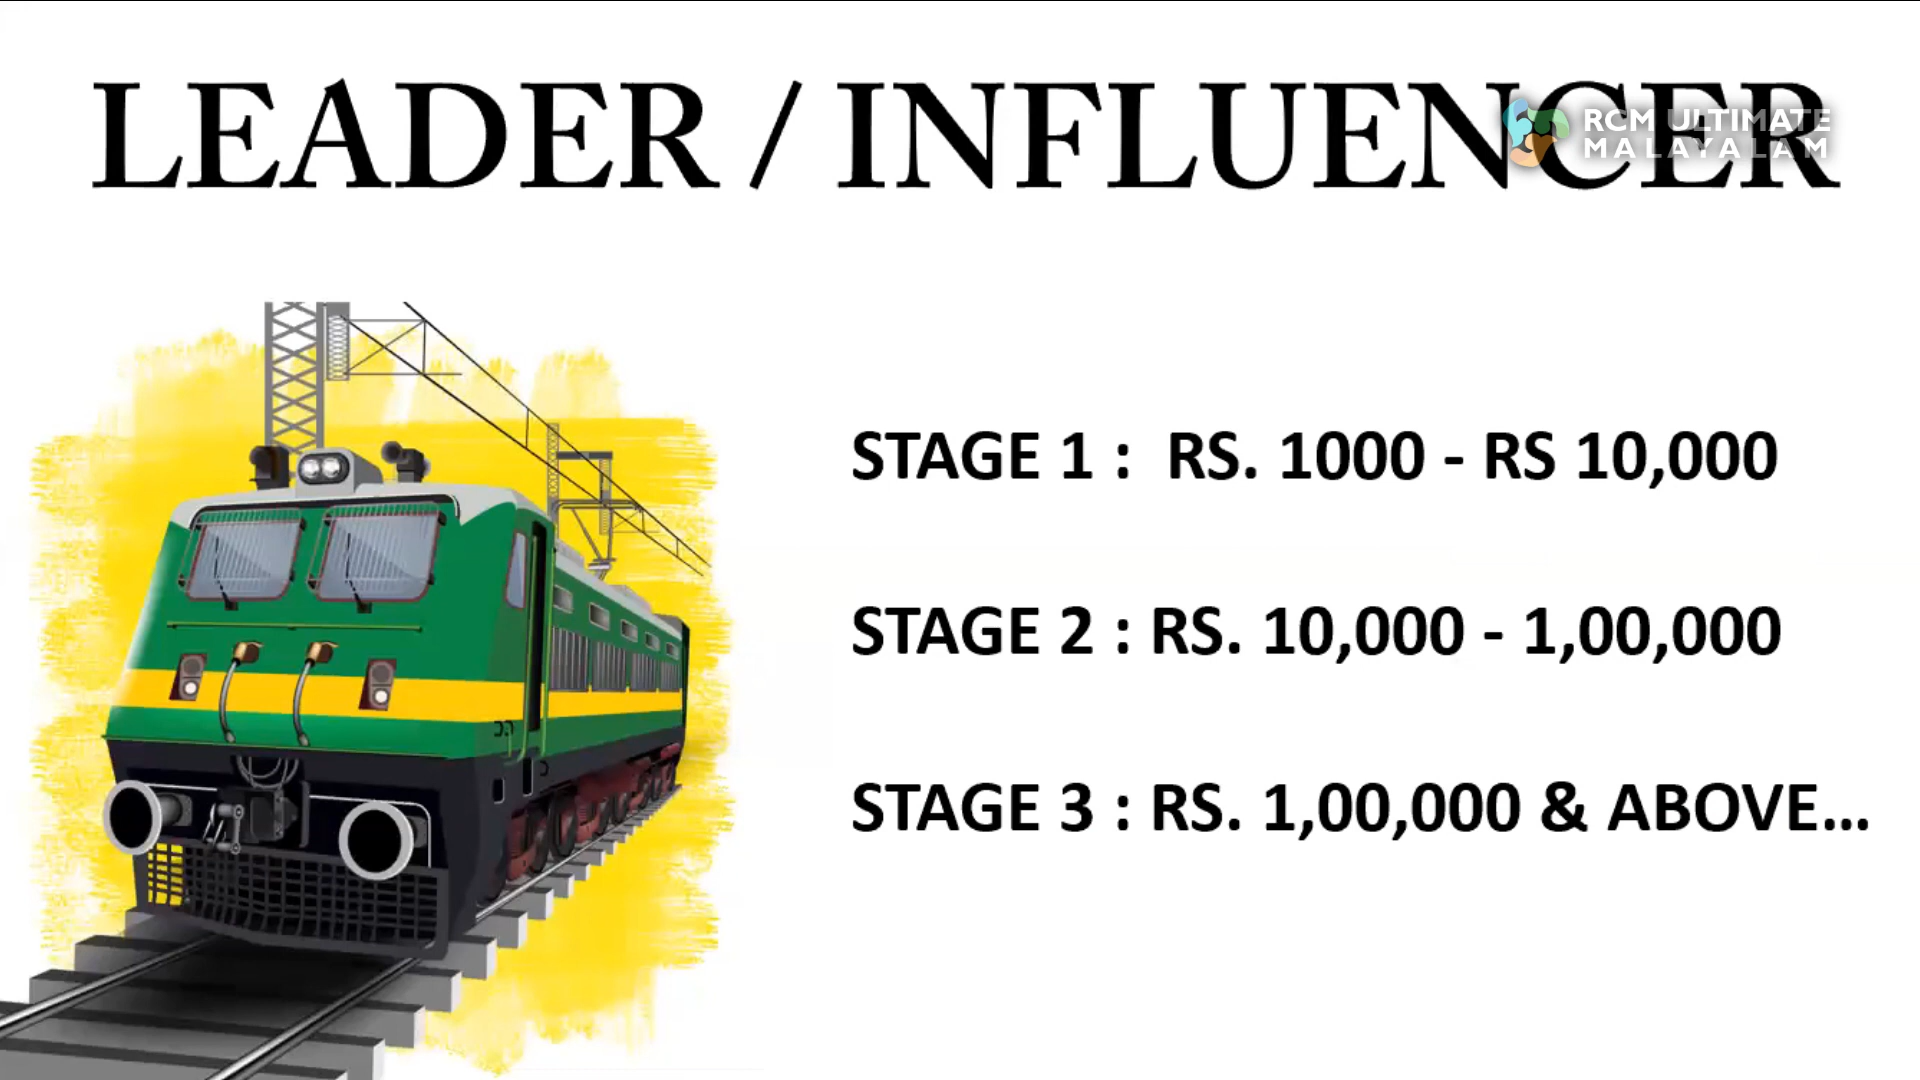 LEADER / INFLUENCER
RCM ULTIMATE
MALAYALAM
STAGE 1 : RS. 1000 - RS 10,000
STAGE 2 : RS. 10,000 - 1,00,000
STAGE 3 : RS. 1,00,000 & ABOVE...